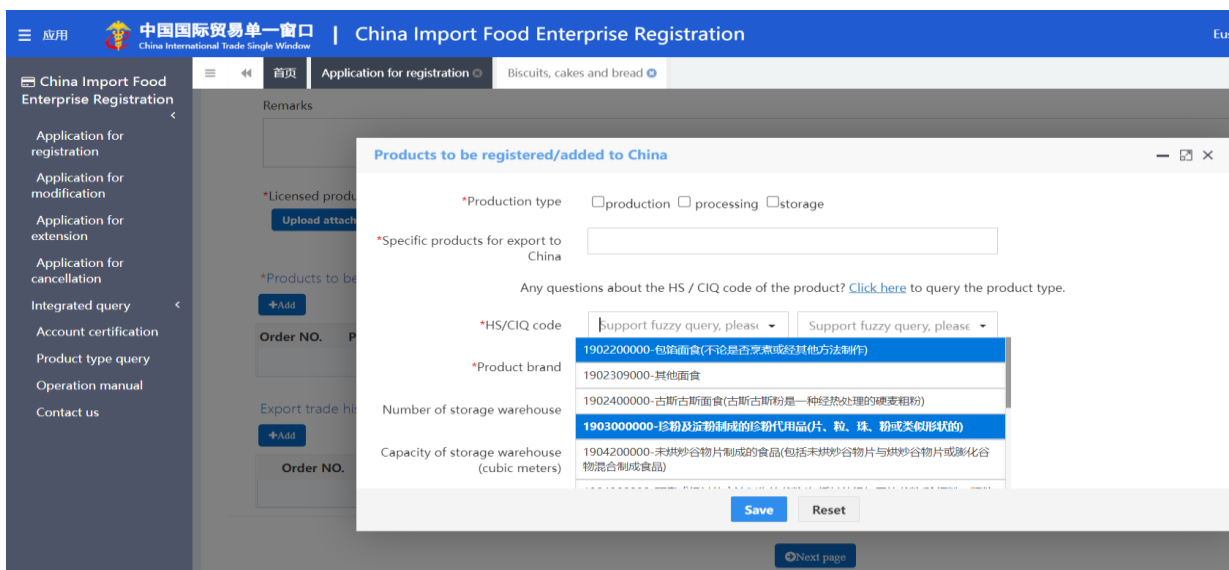 应用
中国国际贸易单一窗口
China International Trade Single Window
| China Import Food Enterprise Registration
China Import Food
Enterprise Registration
Application for
registration
Application for
modification
Application for
extension
Application for
cancellation
Integrated query
Account certification
Product type query
Operation manual
Contact us
首页
Application for registration
Biscuits, cakes and bread
Remarks
*Licensed produ
Upload attach
*Products to be
+Add
Order NO.
Export trade his
+Add
Order NO.
Products to be registered/added to China
*Production type
production processing storage
*Specific products for export to
China
Any questions about the HS / CIQ code of the product? Click here to query the product type.
*HS/CIQ code
Support fuzzy query, please
Support fuzzy query, please
1902200000-包馅面食(不论是否烹煮或经其他方法制作)
1902309000-其他面食
1902400000-古斯古斯面食(古斯古斯粉是一种经热处理的硬麦粗粉)
1903000000-珍粉及淀粉制成的珍粉代用品(片、粒、珠、粉或类似形状的)
1904200000-未烘炒谷物片制成的食品(包括未烘炒谷物片与烘炒谷物片或膨化谷
物混合制成食品)
*Product brand
Number of storage warehouse
Capacity of storage warehouse
(cubic meters)
Save
Reset
Next page